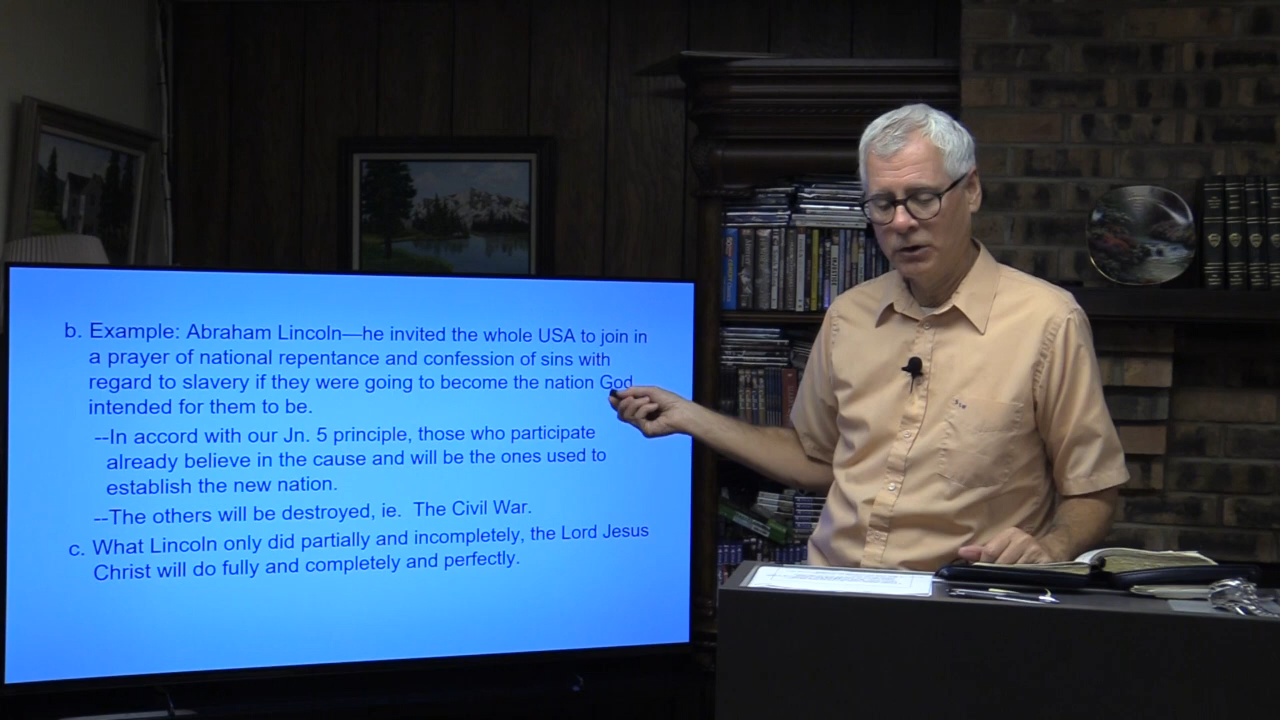 b. Example: Abraham Lincoln—he invited the whole USA to join in
a prayer of national repentance and confession of sins with
regard to slavery if they were going to become the nation God
intended for them to be.
--In accord with our Jn. 5 principle, those who participate
already believe in the cause and will be the ones used to
establish the new nation.
--The others will be destroyed, ie. The Civil War.
c. What Lincoln only did partially and incompletely, the Lord Jesus
Christ will do fully and completely and perfectly.